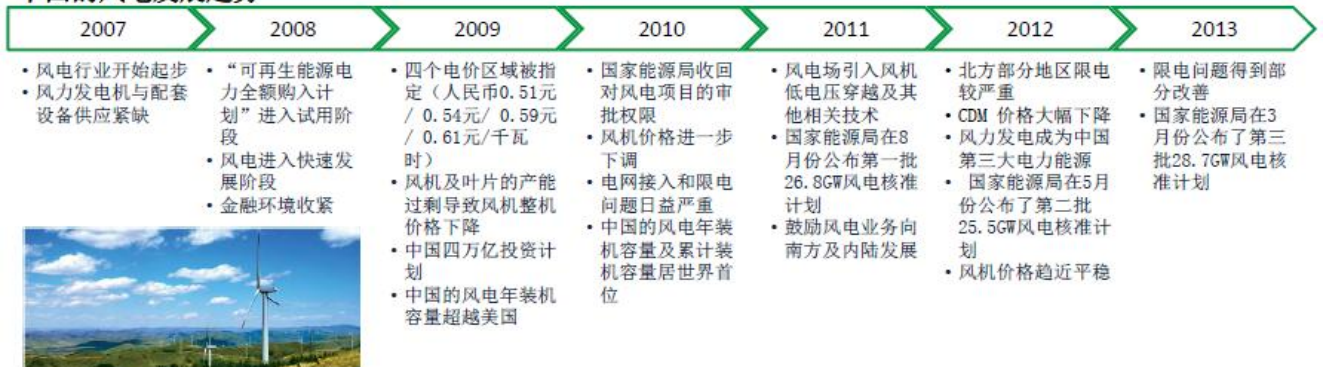 2007
2008
2009
2010
2011
2012
2013
• 风电行业开始起步
• 风力发电机与配套
设备供应紧缺
• “可再生能源电
力全额购入计
划”进入试用阶
段
• 风电进入快速发
展阶段
• 金融环境收紧
• 四个电价区域被指
定（人民币0.51元
/ 0.54元/ 0.59元
/ 0.61元/千瓦
时）
• 风机及叶片的产能
过剩导致风机整机
价格下降
• 中国四万亿投资计
划
• 中国的风电年装机
容量超越美国
• 国家能源局收回
对风电项目的审
批权限
• 风机价格进一步
下调
• 电网接入和限电
问题日益严重
• 中国的风电年装
机容量及累计装
机容量居世界首
位
• 风电场引入风机
低电压穿越及其
他相关技术
• 国家能源局在8
月份公布第一批
26.8GW风电核准
计划
• 鼓励风电业务向
南方及内陆发展
• 北方部分地区限电
较严重
• CDM 价格大幅下降
• 风力发电成为中国
第三大电力能源
• 国家能源局在5月
份公布了第二批
25.5GW风电核准计
划
• 风机价格趋近平稳
• 限电问题得到部
分改善
• 国家能源局在3
月份公布了第三
批28.7GW风电核
准计划